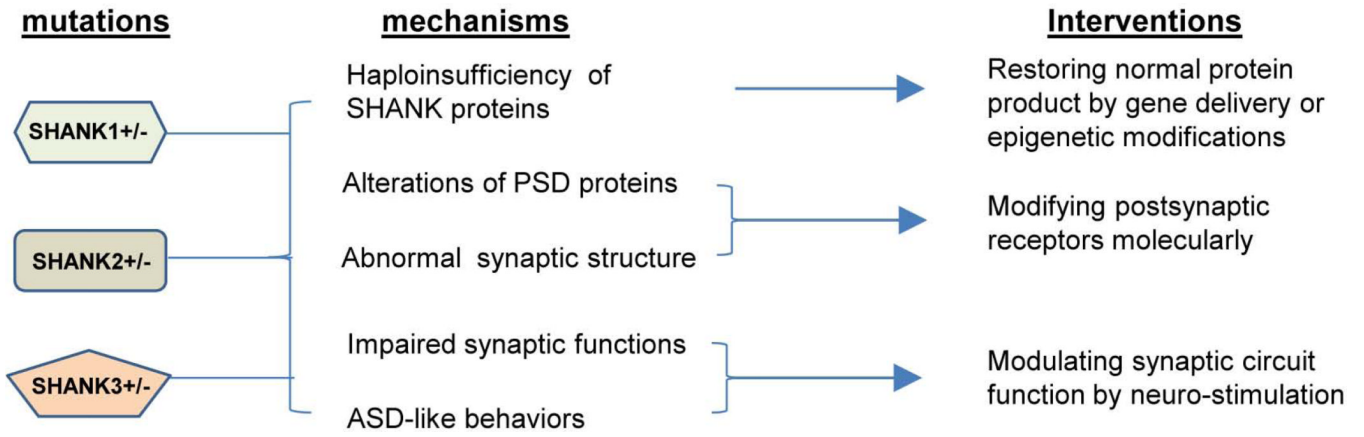 mutations
mechanisms
Interventions
SHANK1+/-
SHANK2+/-
SHANK3+/-
Haploinsufficiency of
SHANK proteins
Alterations of PSD proteins
Abnormal synaptic structure
Impaired synaptic functions
ASD-like behaviors
Restoring normal protein
product by gene delivery or
epigenetic modifications
Modifying postsynaptic
receptors molecularly
Modulating synaptic circuit
function by neuro-stimulation